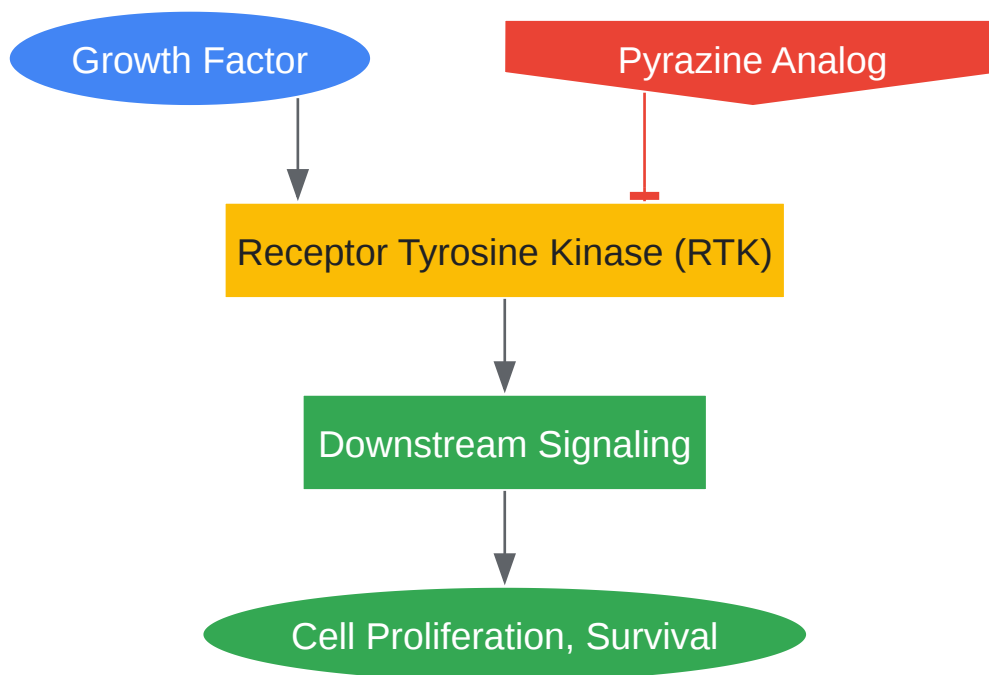 Growth Factor
Pyrazine Analog
Receptor Tyrosine Kinase (RTK)
Downstream Signaling
Cell Proliferation, Survival